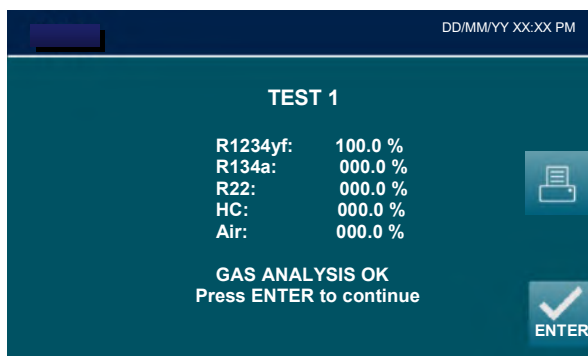 DD/MM/YY XX:XX PM
TEST 1
R1234yf: 100.0 %
R134a: 000.0 %
R22: 000.0 %
HC: 000.0 %
Air: 000.0 %
GAS ANALYSIS OK
Press ENTER to continue
ENTER